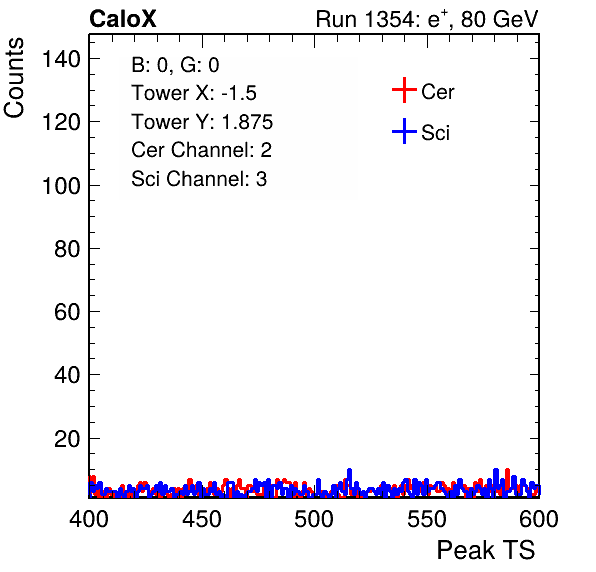 CaloX Run 1354: e+, 80 GeV
Counts
B: 0, G: 0
Tower X: -1.5
Tower Y: 1.875
Cer Channel: 2
Sci Channel: 3
Cer
Sci
140
120
100
80
60
40
20
400 450 500 550 600
Peak TS